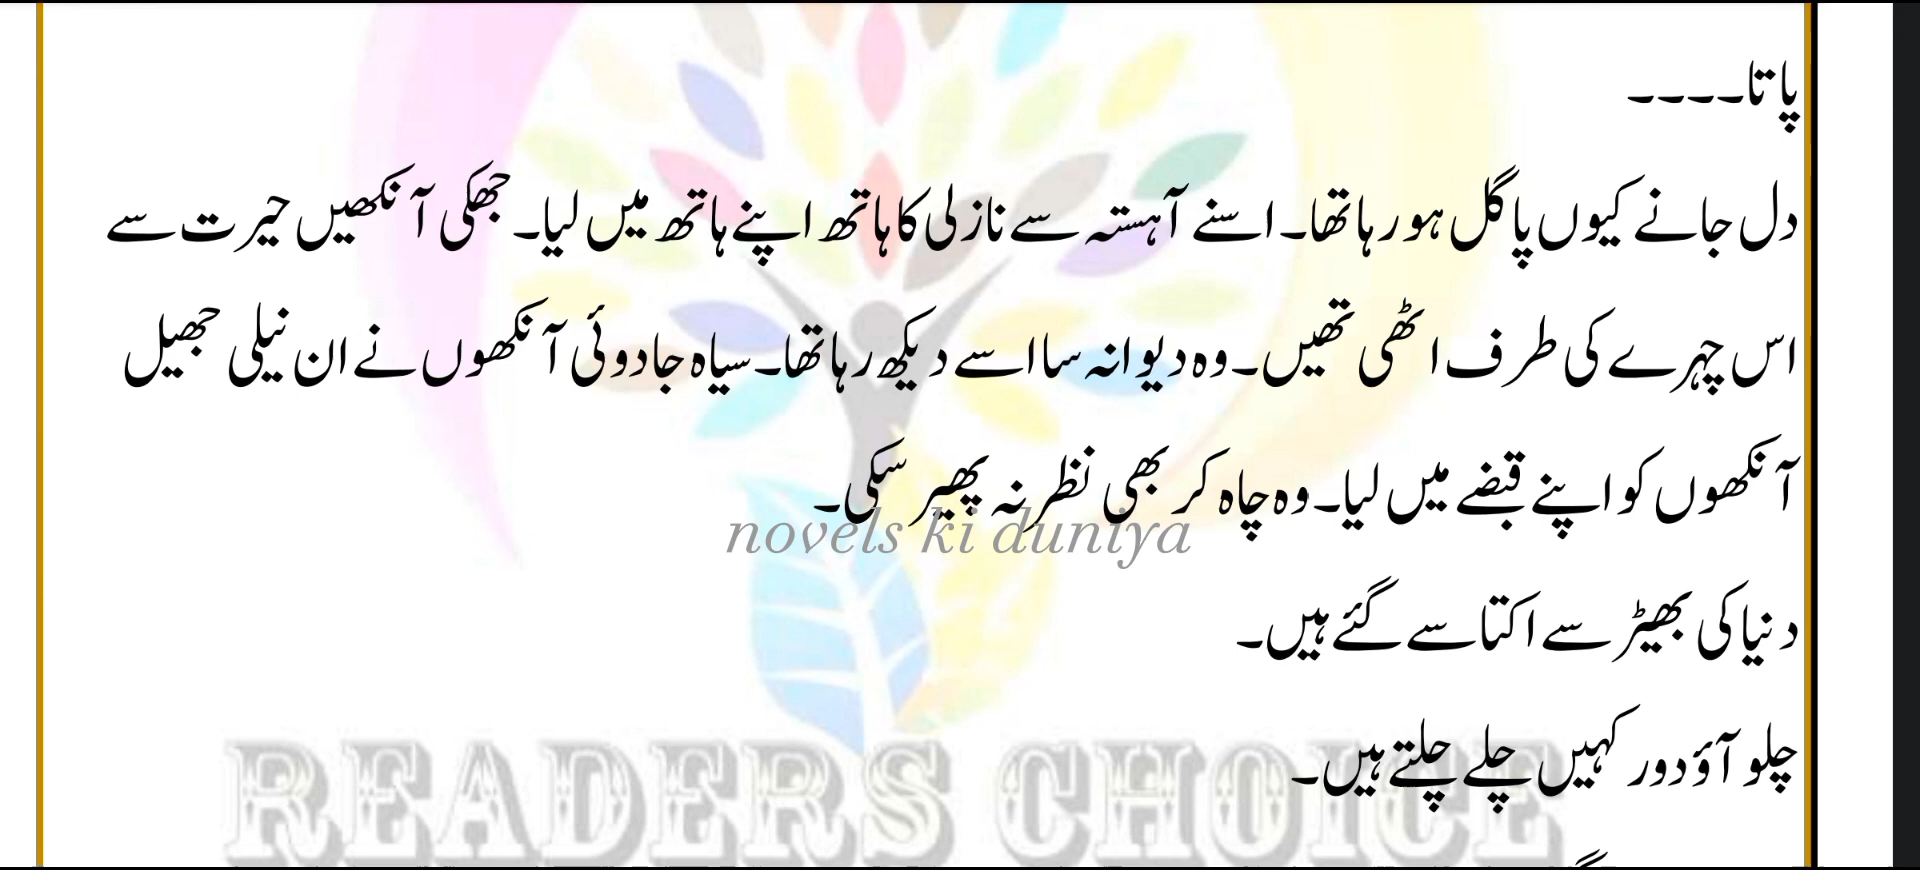 پاتا۔۔۔۔
دل جانے کیوں پاگل ہو رہا تھا۔ اسنے آہستہ سے نازلی کا ہاتھ اپنے ہاتھ میں لیا۔ جھکی آنکھیں حیرت سے
اس چہرے کی طرف اٹھی تھیں۔ وہ دیوانہ سا اسے دیکھ رہا تھا۔ سیاہ جادوئی آنکھوں نے ان نیلی جھیل
آنکھوں کو اپنے قبضے میں لیا۔ وہ چاہ کر بھی نظر نہ پھیر سکی۔
novels ki duniya
دنیا کی بھیڑ سے اکتا سے گئے ہیں۔
چلو آؤ دور کہیں چلے چلتے ہیں۔
READERS CHOICE